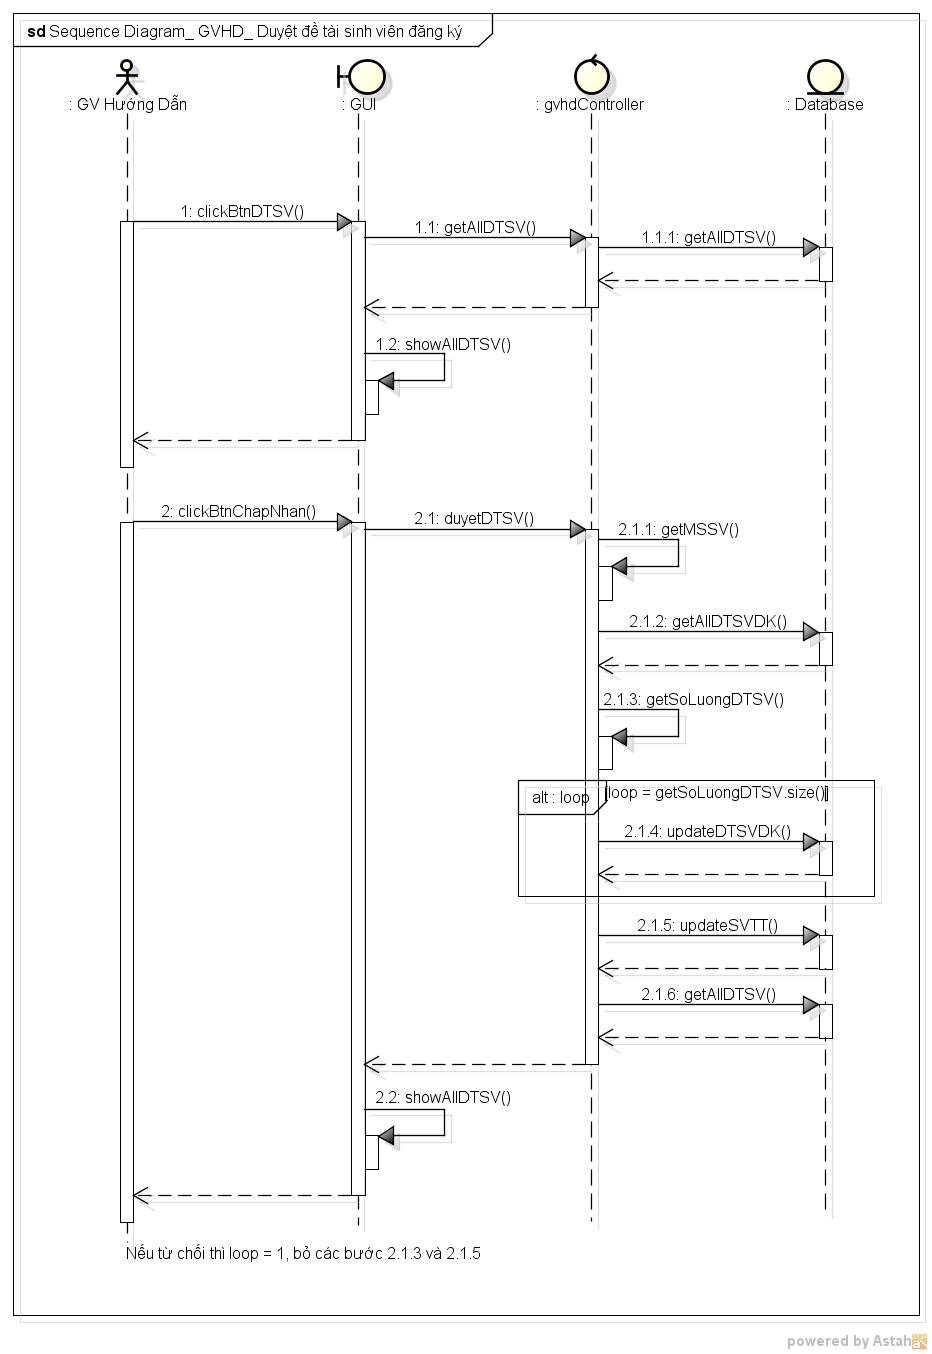 sd Sequence Diagram_ GVHD_ Duyệt đề tài sinh viên đăng ký
: GV Hướng Dẫn
: GUI
: gvhdController
: Database
1: clickBtnDTSV()
1.1: getAllDTSV()
1.1.1: getAllDTSV()
1.2: showAllDTSV()
2: clickBtnChapNhan()
2.1: duyetDTSV()
2.1.1: getMSSV()
2.1.2: getAllDTSVDK()
2.1.3: getSoLuongDTSV()
alt : loop
[loop = getSoLuongDTSV.size()]
2.1.4: updateDTSVDK()
2.1.5: updateSVTT()
2.1.6: getAllDTSV()
2.2: showAllDTSV()
Nếu từ chối thì loop = 1, bỏ các bước 2.1.3 và 2.1.5
powered by Astah